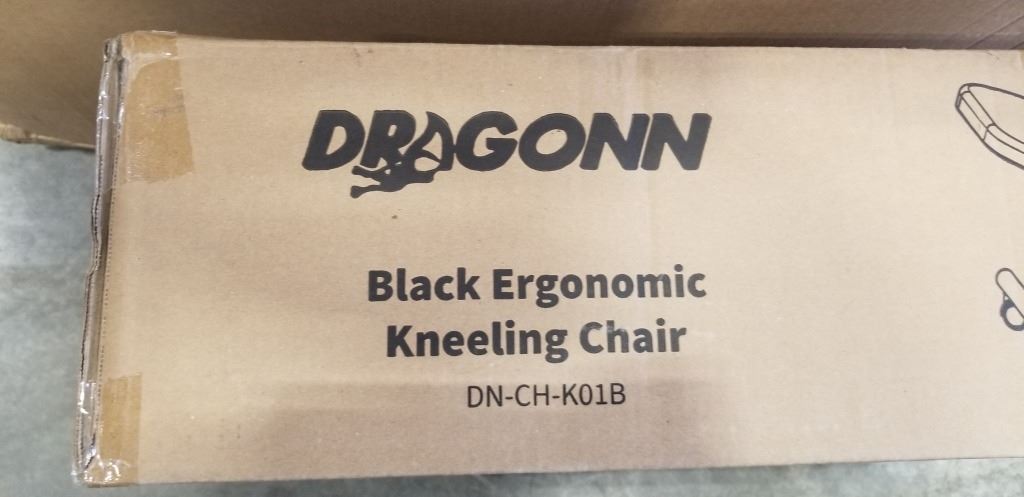 DRAGONN
Black Ergonomic
Kneeling Chair
DN-CH-K01B